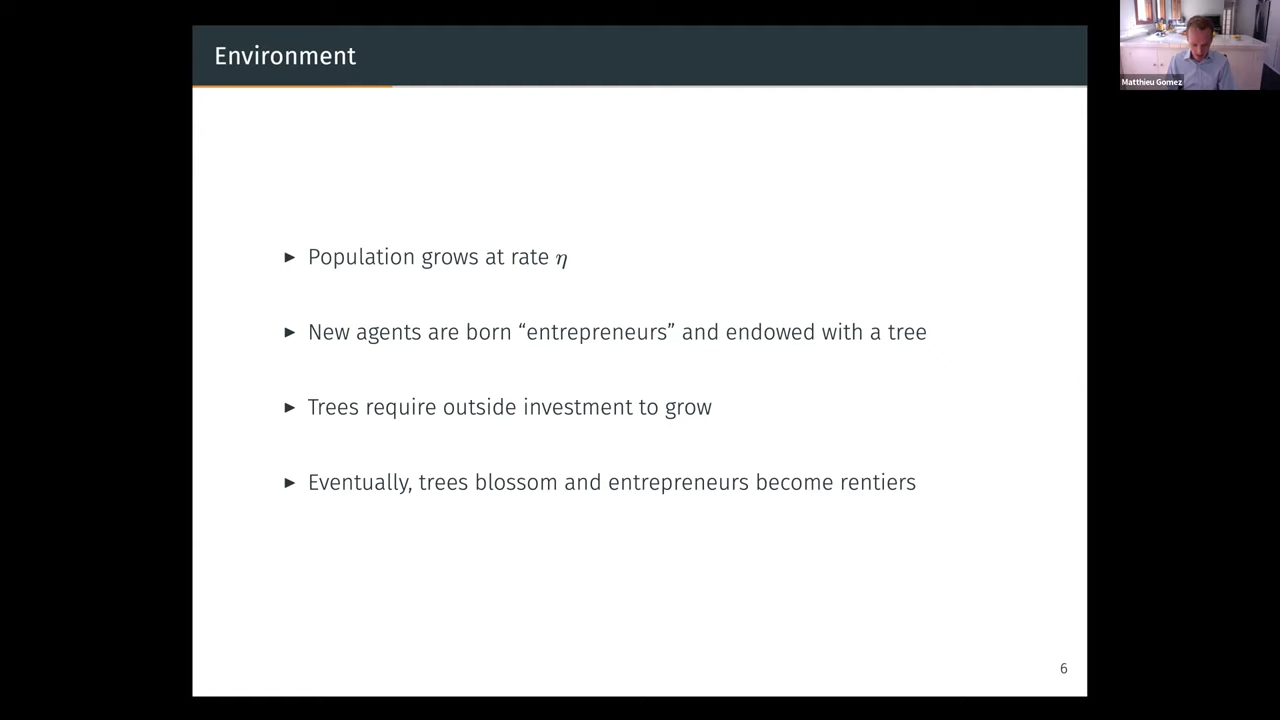 Environment
Matthieu Gomez
► Population grows at rate η
► New agents are born “entrepreneurs” and endowed with a tree
► Trees require outside investment to grow
► Eventually, trees blossom and entrepreneurs become rentiers
6